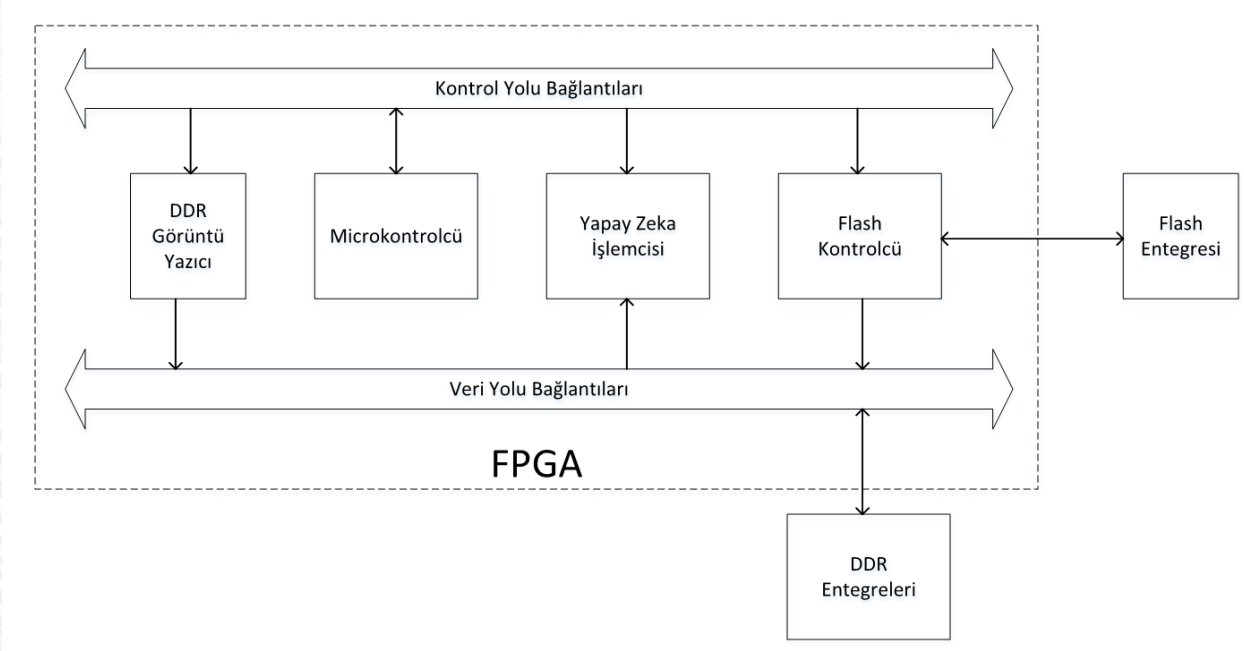 Kontrol Yolu Bağlantıları
DDR
Görüntü
Yazıcı
Microkontrolcü
Yapay Zeka
İşlemcisi
Flash
Kontrolcü
Flash
Entegresi
Veri Yolu Bağlantıları
FPGA
DDR
Entegreleri